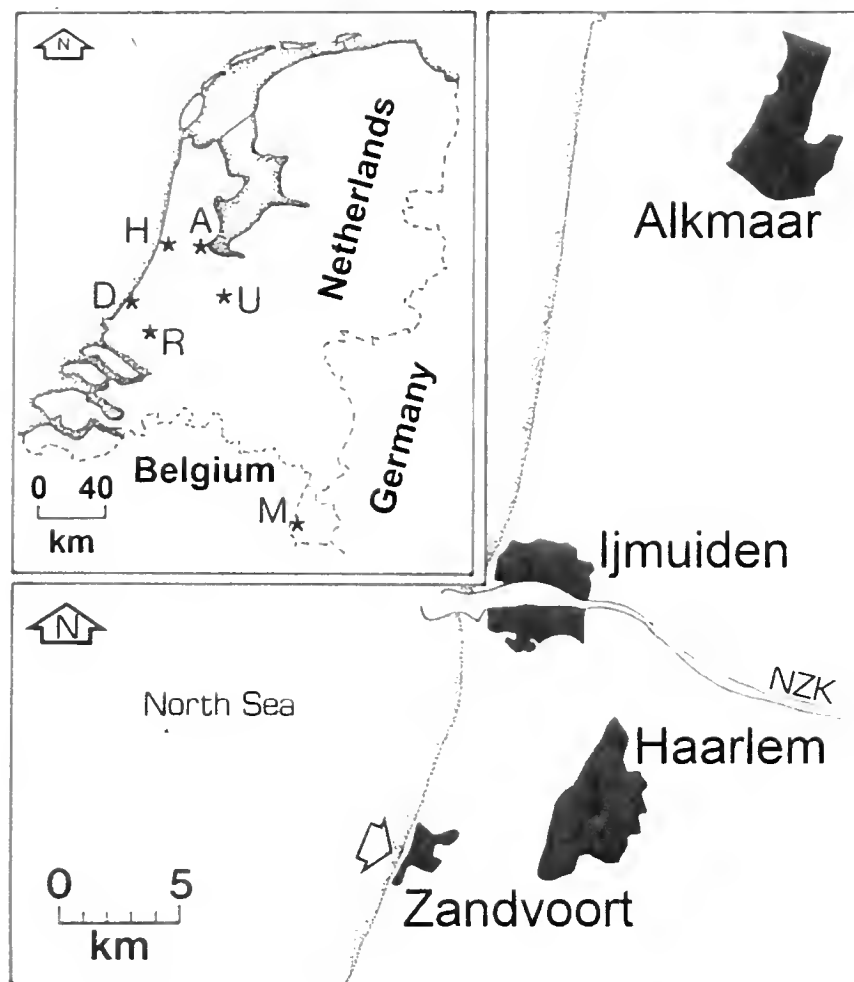 N
Netherlands
H
A
D
U
R
Germany
Belgium
0 40
km
M
Alkmaar
Ijmuiden
N
North Sea
NZK
Haarlem
0 5
km
Zandvoort